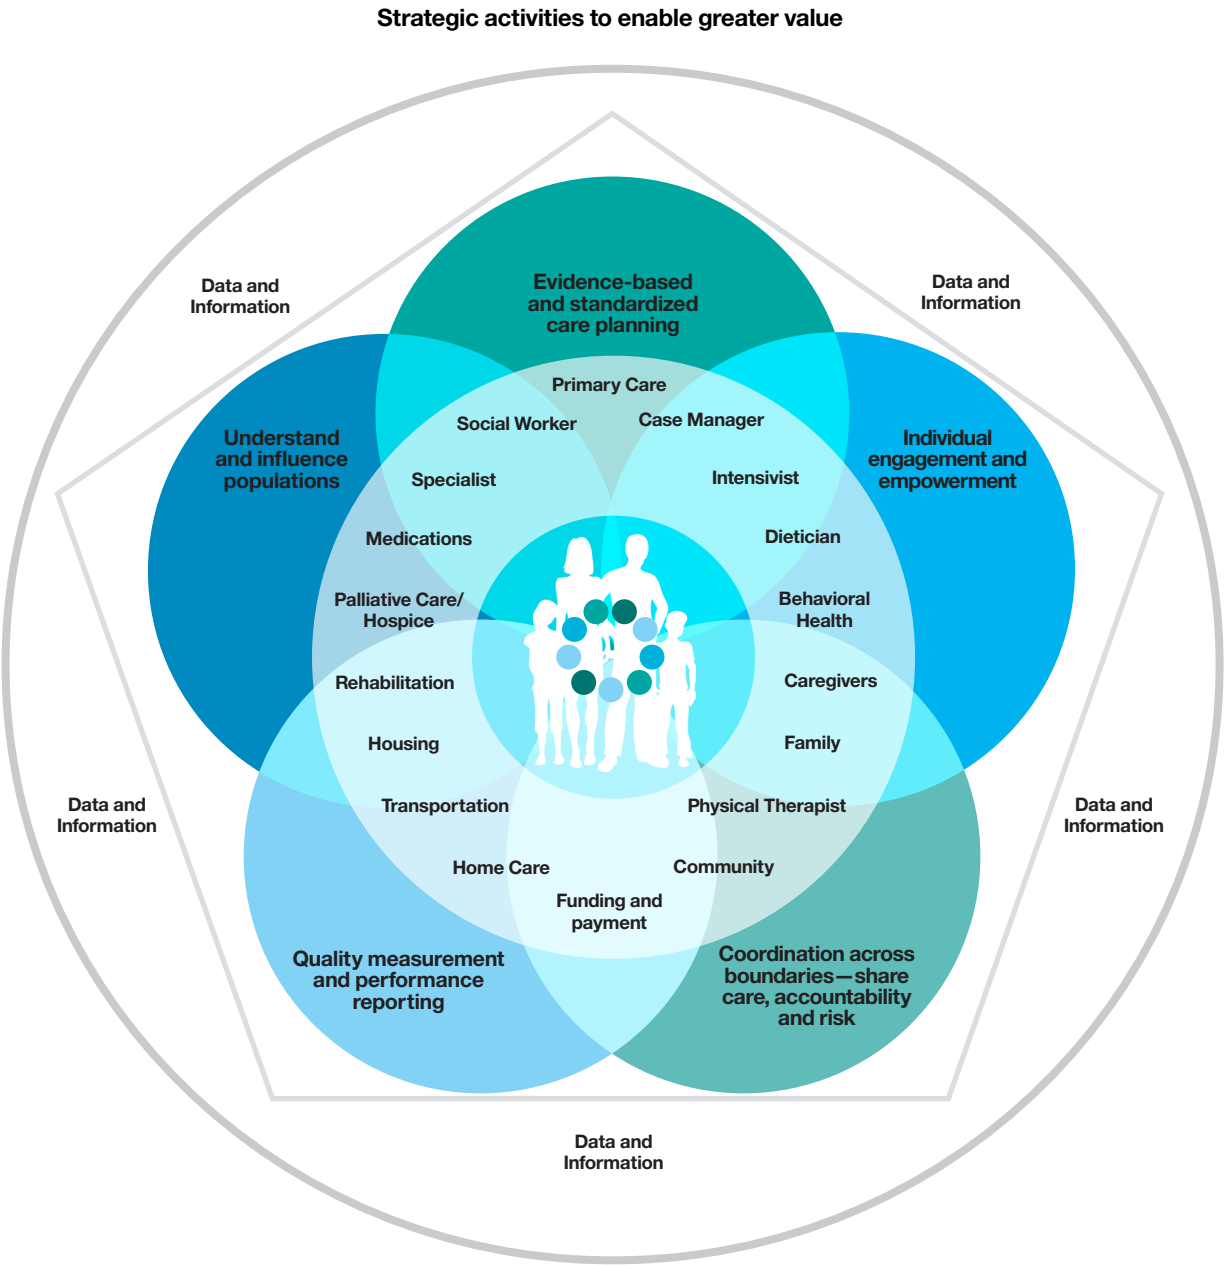 Strategic activities to enable greater value
Data and
Information
Data and
Information
Evidence-based
and standardized
care planning
Understand
and influence
populations
Individual
engagement and
empowerment
Primary Care
Social Worker
Case Manager
Specialist
Intensivist
Medications
Dietician
Palliative Care/
Hospice
Behavioral
Health
Rehabilitation
Caregivers
Housing
Family
Transportation
Physical Therapist
Home Care
Community
Funding and
payment
Data and
Information
Data and
Information
Quality measurement
and performance
reporting
Coordination across
boundaries—share
care, accountability
and risk
Data and
Information